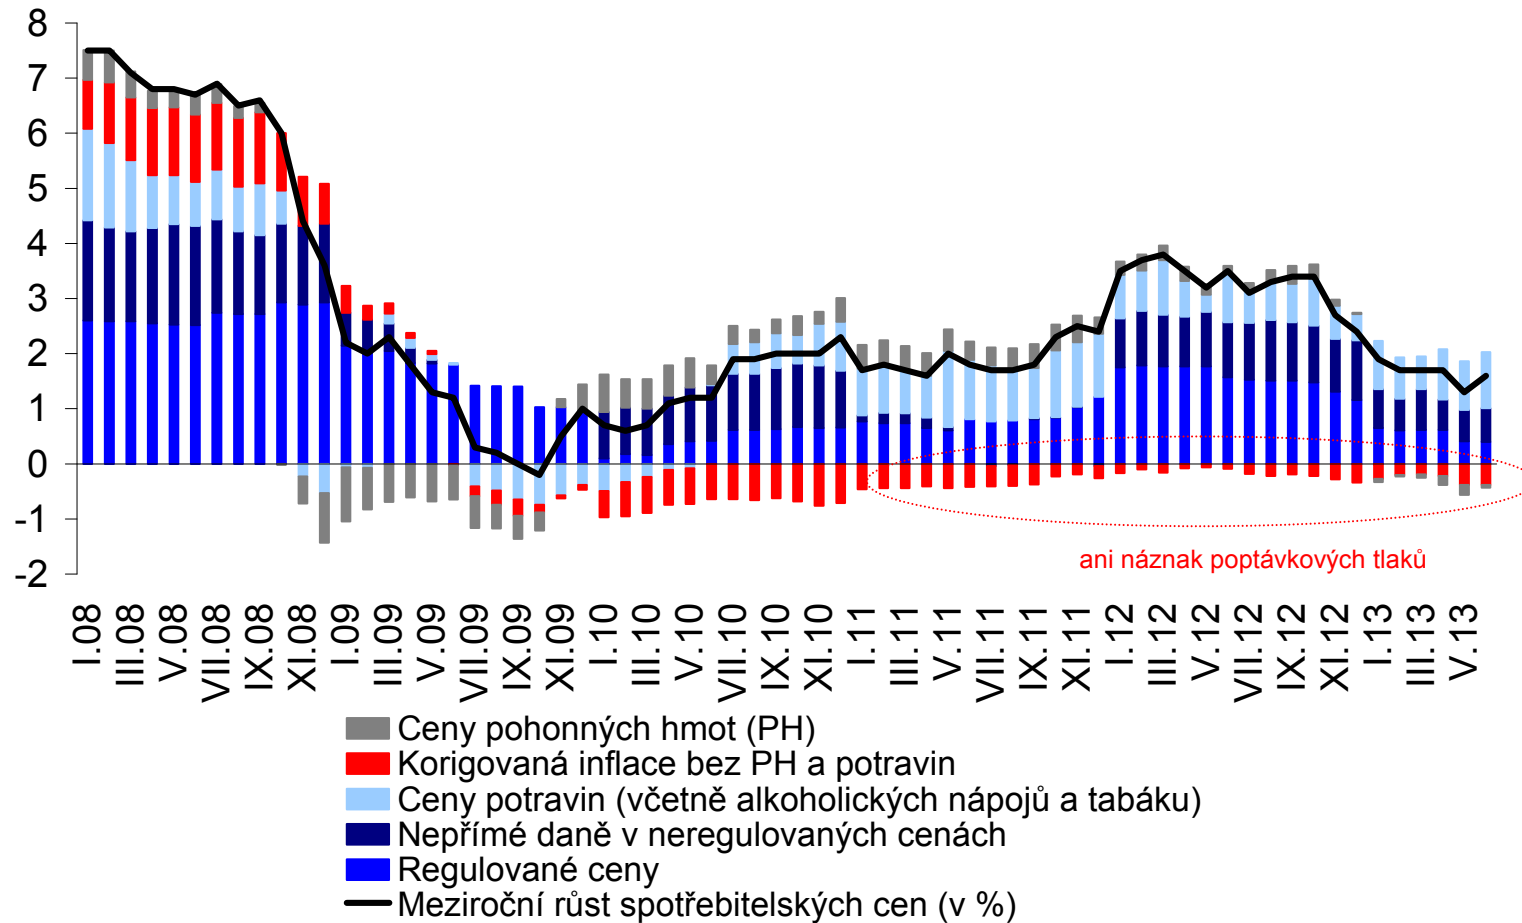 8
7
6
5
4
3
2
1
0
-1
-2
ani náznak poptávkových tlaků
I.08
III.08
V.08
VII.08
IX.08
XI.08
I.09
III.09
V.09
VII.09
IX.09
XI.09
I.10
III.10
V.10
VII.10
IX.10
XI.10
I.11
III.11
V.11
VII.11
IX.11
XI.11
I.12
III.12
V.12
VII.12
IX.12
XI.12
I.13
III.13
V.13
Ceny pohonných hmot (PH)
Korigovaná inflace bez PH a potravin
Ceny potravin (včetně alkoholických nápojů a tabáku)
Nepřímé daně v neregulovaných cenách
Regulované ceny
Meziroční růst spotřebitelských cen (v %)